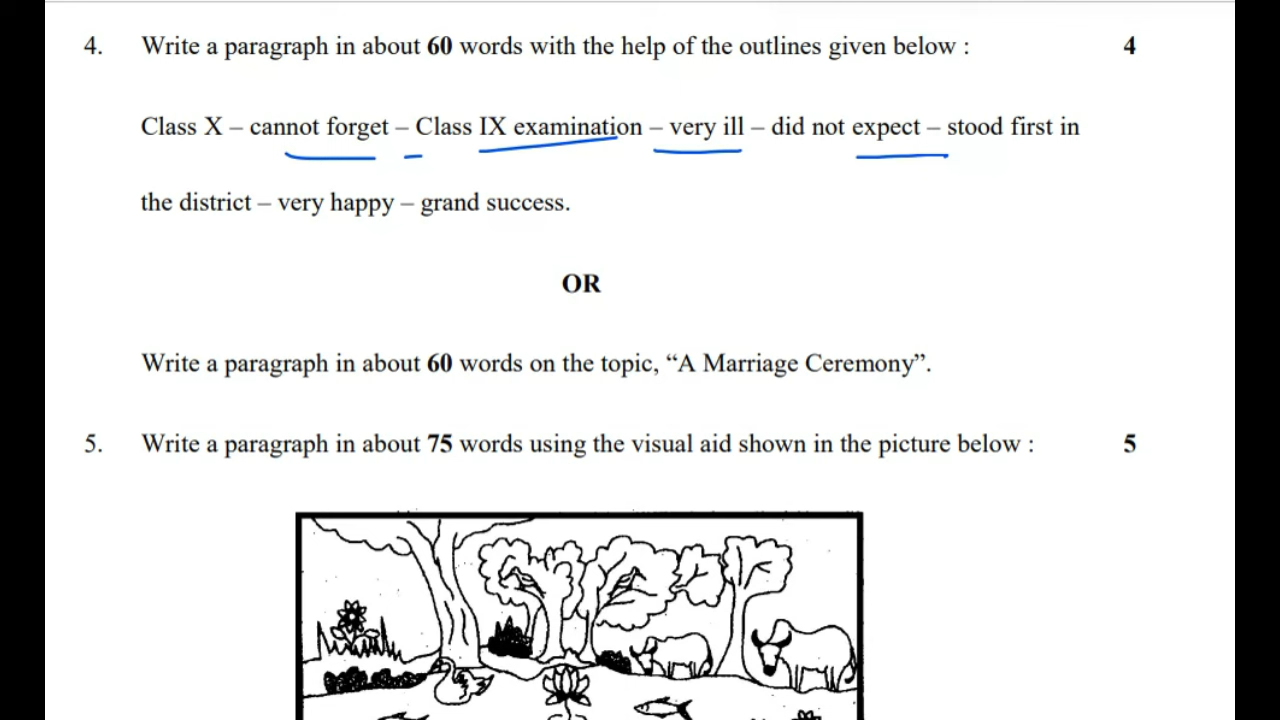 4. Write a paragraph in about 60 words with the help of the outlines given below : 4
Class X – cannot forget – Class IX examination – very ill – did not expect – stood first in
the district – very happy – grand success.
OR
Write a paragraph in about 60 words on the topic, “A Marriage Ceremony”.
5. Write a paragraph in about 75 words using the visual aid shown in the picture below : 5